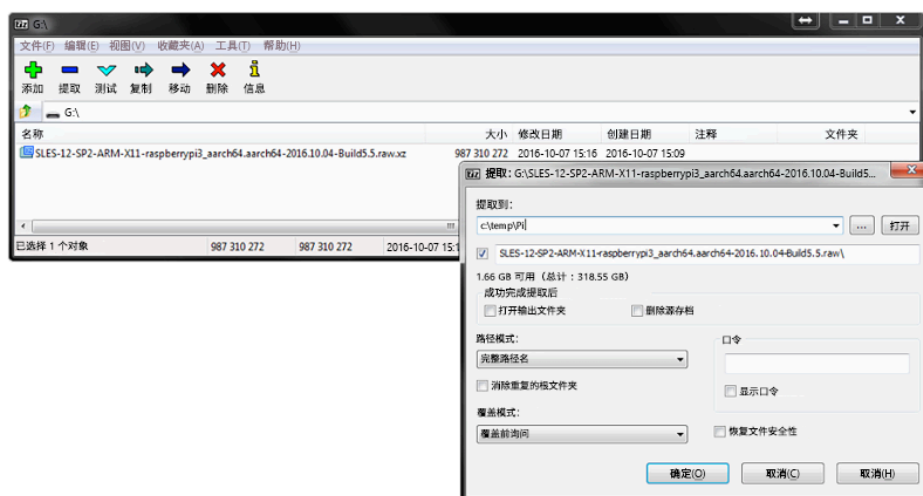 G:\
文件(F) 编辑(E) 视图(V) 收藏夹(A) 工具(T) 帮助(H)
添加 提取 测试 复制 移动 删除 信息
G:\
名称 大小 修改日期 创建日期 注释 文件夹
SLES-12-SP2-ARM-X11-raspberrypi3_aarch64.aarch64-2016.10.04-Build5.5.raw.xz 987 310 272 2016-10-07 15:16 2016-10-07 15:09
已选择 1 个对象 987 310 272 987 310 272 2016-10-07 15:1
提取: G:\SLES-12-SP2-ARM-X11-raspberrypi3_aarch64.aarch64-2016.10.04-Build5...
提取到:
c:\temp\Pi ... 打开
SLES-12-SP2-ARM-X11-raspberrypi3_aarch64.aarch64-2016.10.04-Build5.5.raw\
1.66 GB 可用（总计：318.55 GB）
成功完成提取后
打开输出文件夹 删除源存档
路径模式: 口令
完整路径名
消除重复的根文件夹 显示口令
覆盖模式:
覆盖前询问 恢复文件安全性
确定(O) 取消(C) 取消(H)